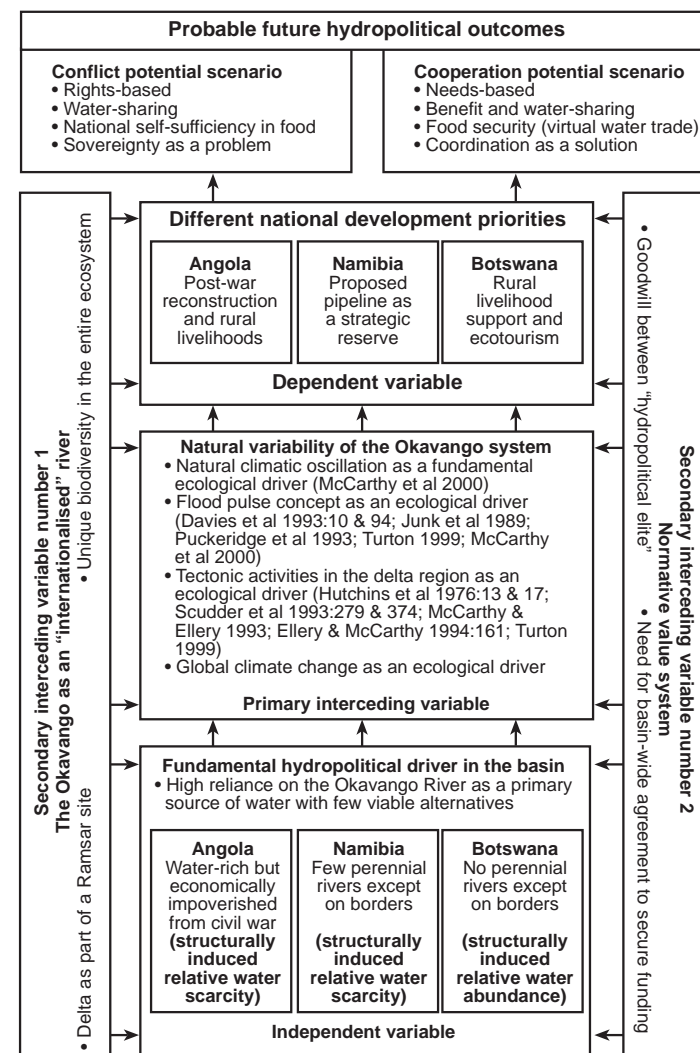 Probable future hydropolitical outcomes
Conflict potential scenario
• Rights-based
• Water-sharing
• National self-sufficiency in food
• Sovereignty as a problem
Cooperation potential scenario
• Needs-based
• Benefit and water-sharing
• Food security (virtual water trade)
• Coordination as a solution
Secondary interceding variable number 1
The Okavango as an “internationalised” river
• Delta as part of a Ramsar site
• Unique biodiversity in the entire ecosystem
Different national development priorities
Angola
Post-war
reconstruction
and rural
livelihoods
Namibia
Proposed
pipeline as
a strategic
reserve
Botswana
Rural
livelihood
support and
ecotourism
Dependent variable
Natural variability of the Okavango system
• Natural climatic oscillation as a fundamental
ecological driver (McCarthy et al 2000)
• Flood pulse concept as an ecological driver
(Davies et al 1993:10 & 94; Junk et al 1989;
Puckeridge et al 1993; Turton 1999; McCarthy
et al 2000)
• Tectonic activities in the delta region as an
ecological driver (Hutchins et al 1976:13 & 17;
Scudder et al 1993:279 & 374; McCarthy &
Ellery 1993; Ellery & McCarthy 1994:161; Turton
1999)
• Global climate change as an ecological driver
Primary interceding variable
Fundamental hydropolitical driver in the basin
• High reliance on the Okavango River as a primary
source of water with few viable alternatives
Angola
Water-rich but
economically
impoverished
from civil war
(structurally
induced
relative water
scarcity)
Namibia
Few perennial
rivers except
on borders
(structurally
induced
relative water
scarcity)
Botswana
No perennial
rivers except
on borders
(structurally
induced
relative water
abundance)
Independent variable
Secondary interceding variable number 2
Normative value system
• Goodwill between “hydropolitical elite”
• Need for basin-wide agreement to secure funding